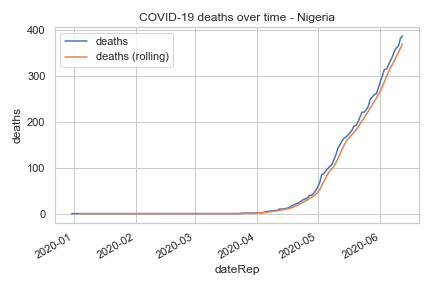 COVID-19 deaths over time - Nigeria
deaths
deaths (rolling)
400
300
200
100
0
deaths
2020-01
2020-02
2020-03
2020-04
2020-05
2020-06
dateRep